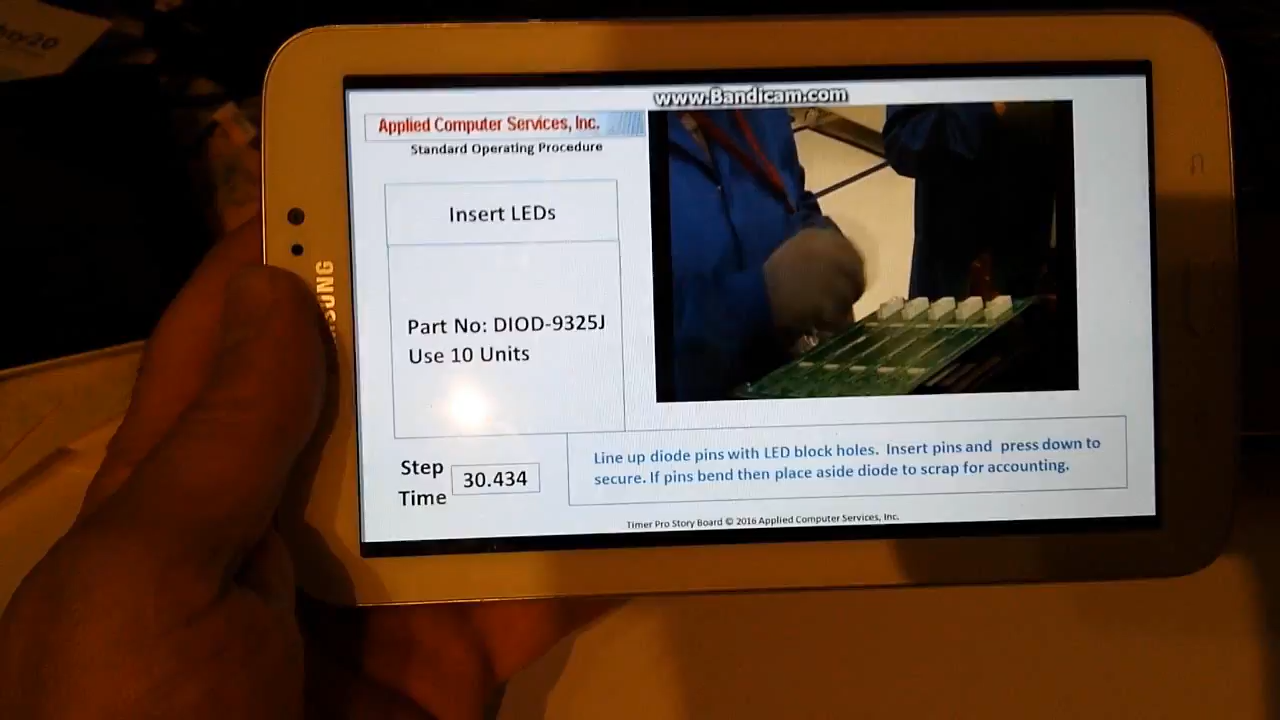 www.Bandicam.com
Applied Computer Services, Inc.
Standard Operating Procedure
Insert LEDs
Part No: DIOD-9325J
Use 10 Units
Step
Time
30.434
Line up diode pins with LED block holes. Insert pins and press down to
secure. If pins bend then place aside diode to scrap for accounting.
Timer Pro Story Board © 2016 Applied Computer Services, Inc.